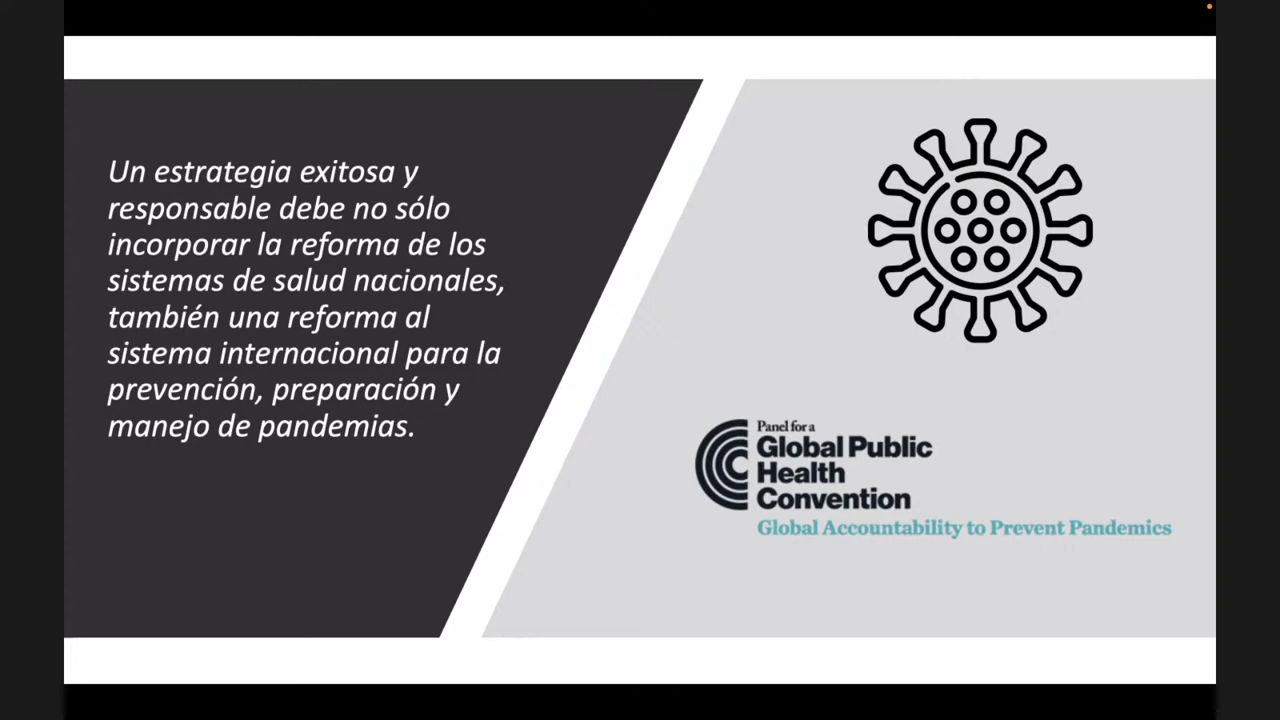 Un estrategia exitosa y
responsable debe no sólo
incorporar la reforma de los
sistemas de salud nacionales,
también una reforma al
sistema internacional para la
prevención, preparación y
manejo de pandemias.
Panel for a
Global Public
Health
Convention
Global Accountability to Prevent Pandemics